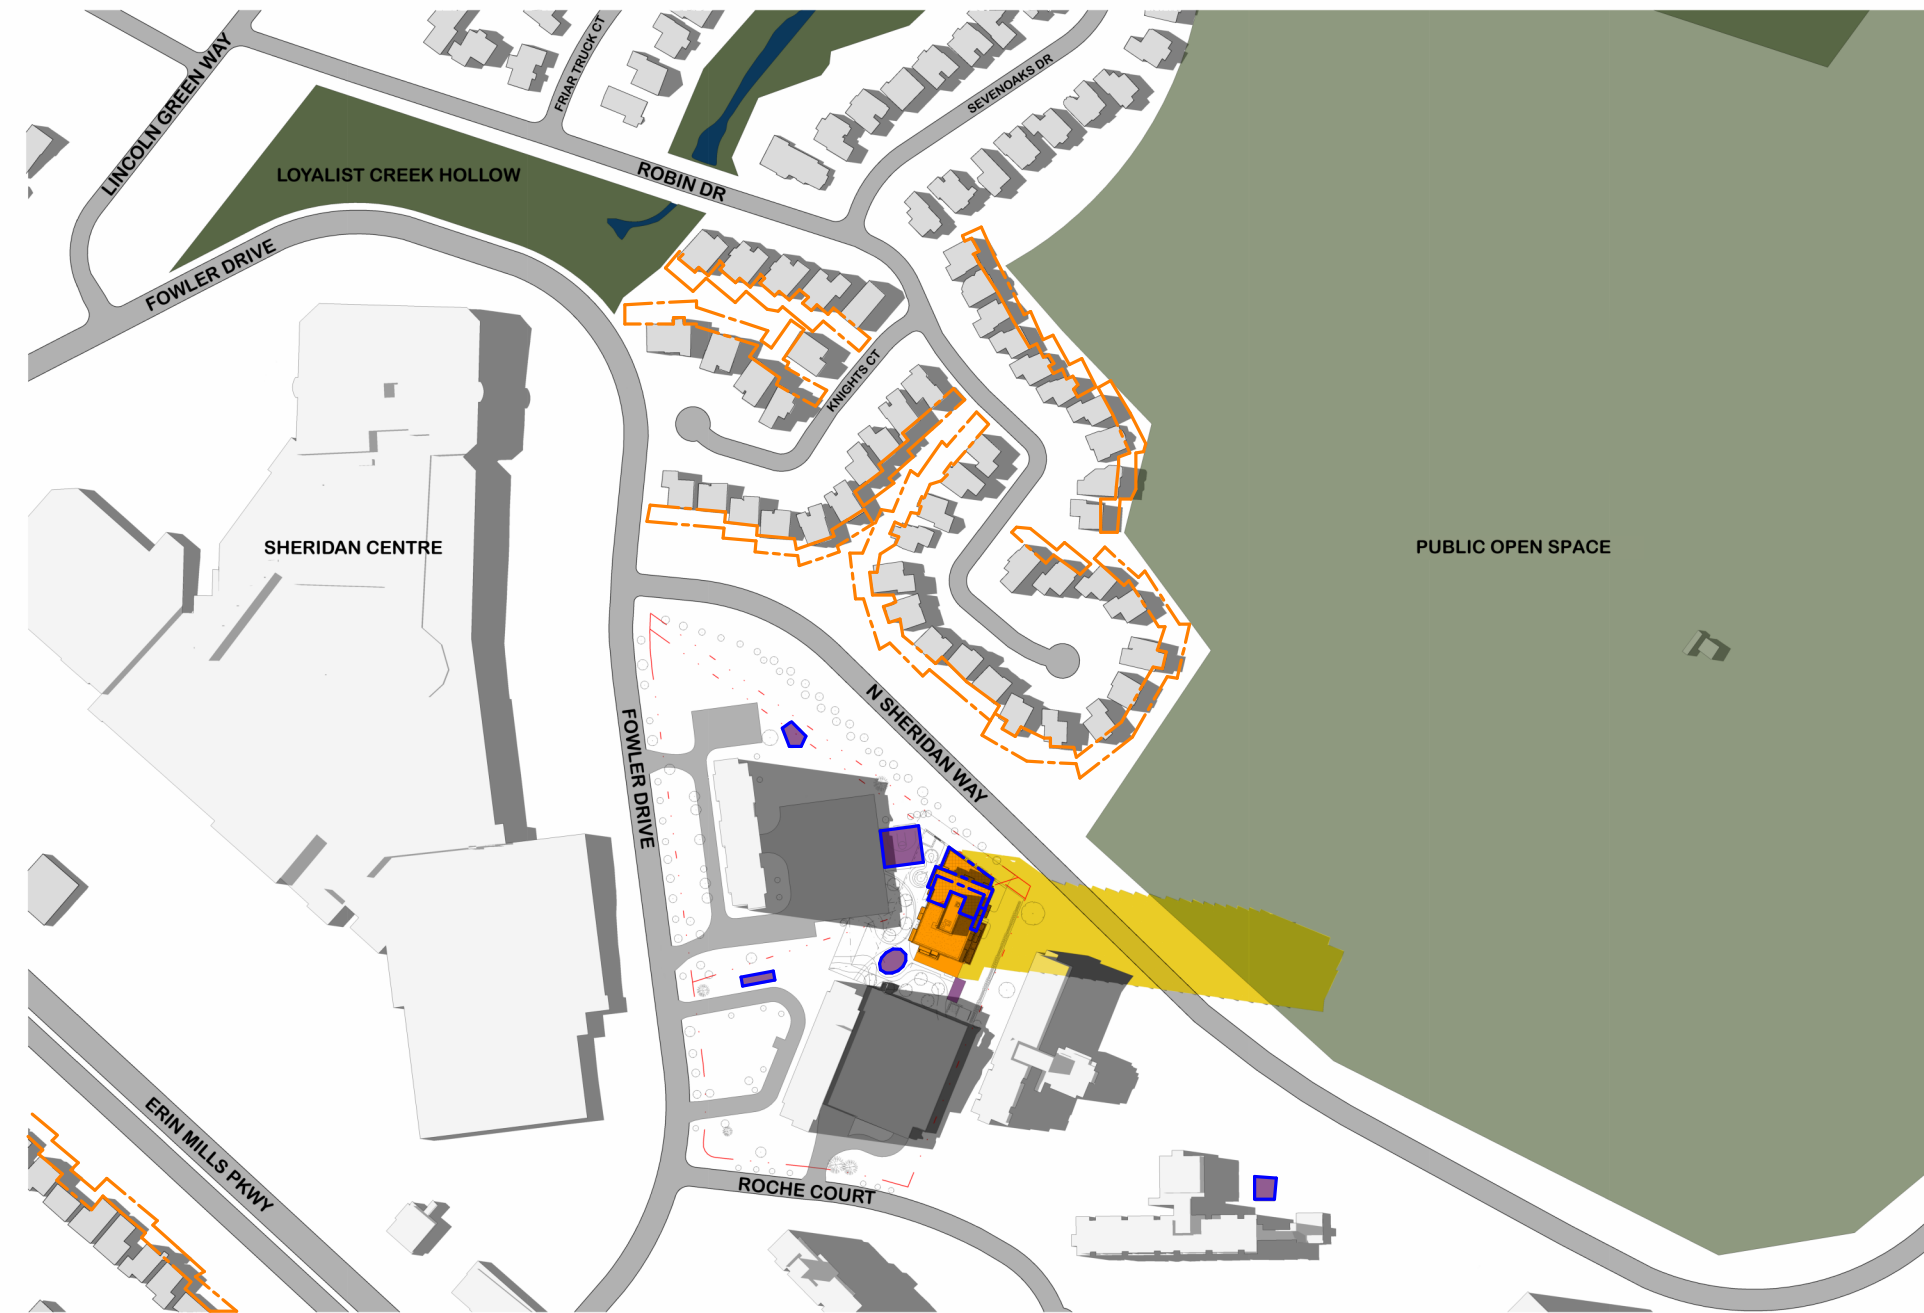 LINCOLN GREEN WAY
FRIAR TRUCK CT
SEVENOAKS DR
LOYALIST CREEK HOLLOW
ROBIN DR
FOWLER DRIVE
KNIGHTS CT
SHERIDAN CENTRE
PUBLIC OPEN SPACE
N SHERIDAN WAY
FOWLER DRIVE
ERIN MILLS PKWY
ROCHE COURT